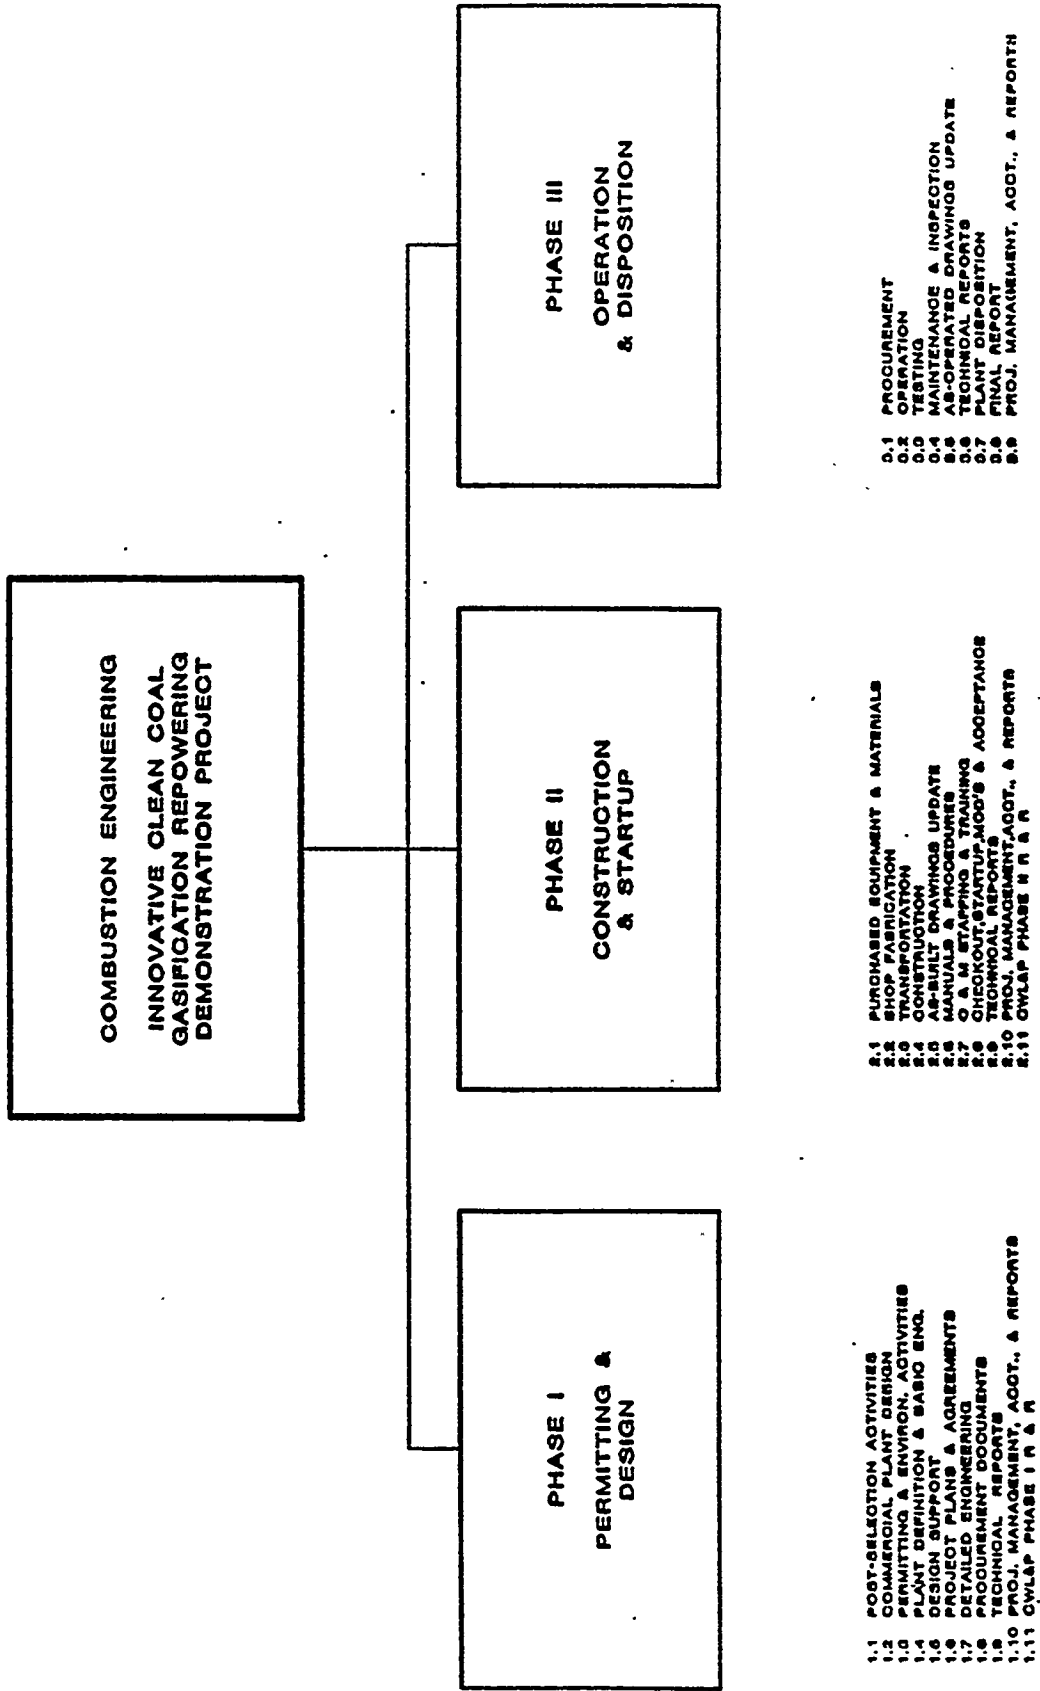 COMBUSTION ENGINEERING
INNOVATIVE CLEAN COAL
GASIFICATION REPOWERING
DEMONSTRATION PROJECT
PHASE I
PERMITTING &
DESIGN
PHASE II
CONSTRUCTION
& STARTUP
PHASE III
OPERATION
& DISPOSITION
1.1 POST-SELECTION ACTIVITIES
1.2 COMMERCIAL PLANT DESIGN
1.3 PERMITTING & ENVIRON. ACTIVITIES
1.4 PLANT DEFINITION & BASIC ENG.
1.5 DESIGN SUPPORT
1.6 PROJECT PLANS & AGREEMENTS
1.7 DETAILED ENGINEERING
1.8 PROCUREMENT DOCUMENTS
1.9 TECHNICAL REPORTS
1.10 PROJ. MANAGEMENT, ACCT., & REPORTS
1.11 CWL&P PHASE I R & R
2.1 PURCHASED EQUIPMENT & MATERIALS
2.2 SHOP FABRICATION
2.3 TRANSPORTATION
2.4 CONSTRUCTION
2.5 AS-BUILT DRAWINGS UPDATE
2.6 MANUALS & PROCEDURES
2.7 O & M STAFFING & TRAINING
2.8 CHECKOUT,STARTUP,MOD'S & ACCEPTANCE
2.9 TECHNICAL REPORTS
2.10 PROJ. MANAGEMENT,ACCT., & REPORTS
2.11 CWL&P PHASE II R & R
3.1 PROCUREMENT
3.2 OPERATION
3.3 TESTING
3.4 MAINTENANCE & INSPECTION
3.5 AS-OPERATED DRAWINGS UPDATE
3.6 TECHNICAL REPORTS
3.7 PLANT DISPOSITION
3.8 FINAL REPORT
3.9 PROJ. MANAGEMENT, ACCT., & REPORTS